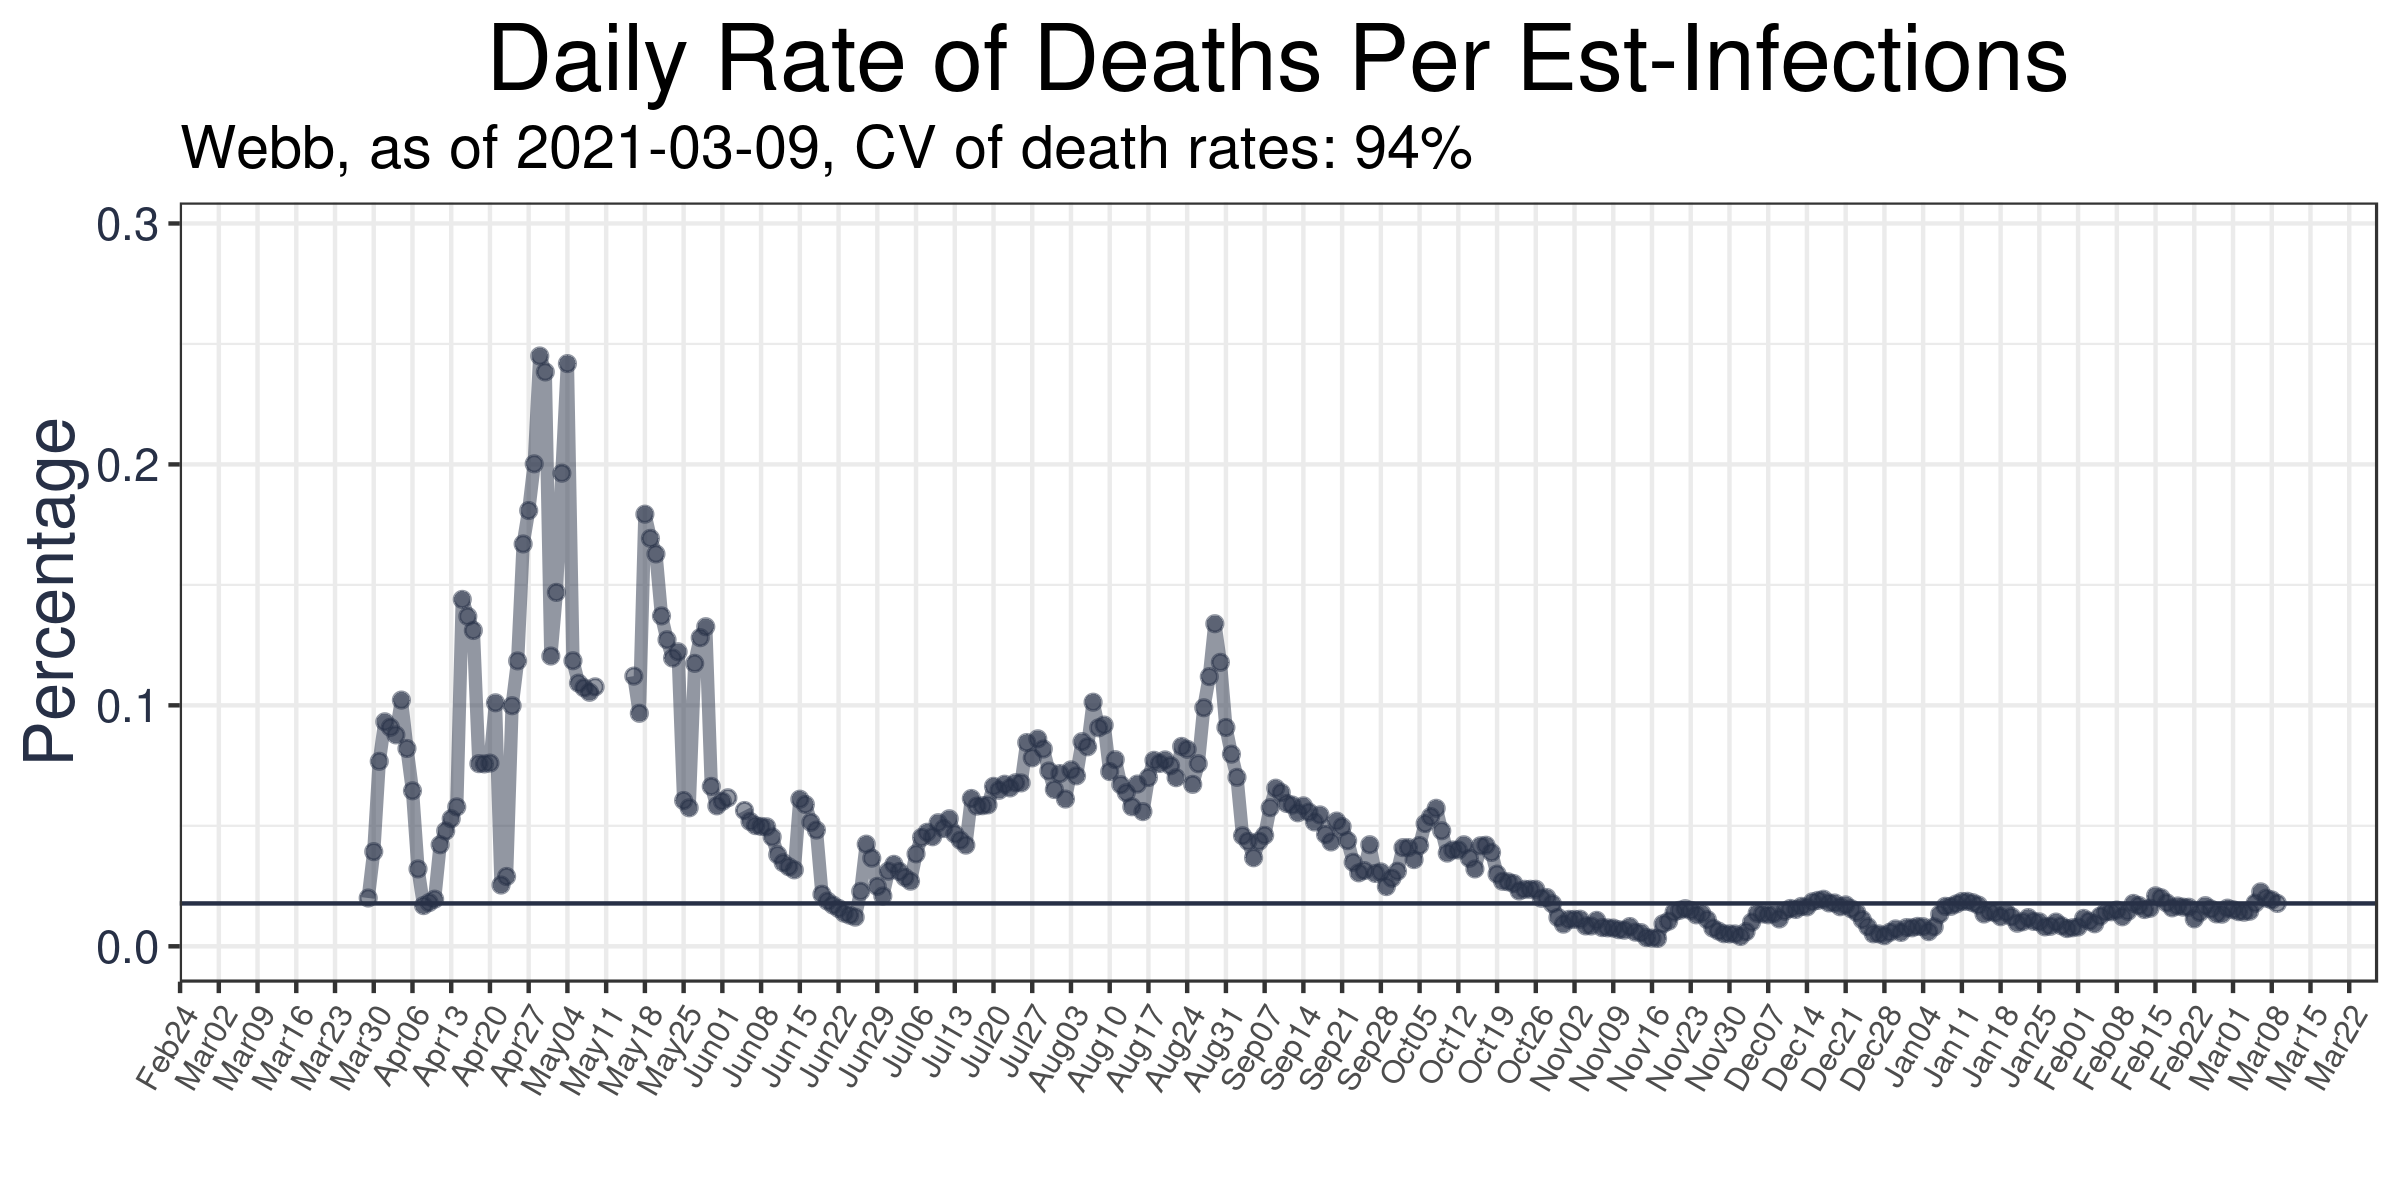 Daily Rate of Deaths Per Est-Infections
Webb, as of 2021-03-09, CV of death rates: 94%
Percentage
0.3
0.2
0.1
0.0
Feb24
Mar02
Mar09
Mar16
Mar23
Mar30
Apr06
Apr13
Apr20
Apr27
May04
May11
May18
May25
Jun01
Jun08
Jun15
Jun22
Jun29
Jul06
Jul13
Jul20
Jul27
Aug03
Aug10
Aug17
Aug24
Aug31
Sep07
Sep14
Sep21
Sep28
Oct05
Oct12
Oct19
Oct26
Nov02
Nov09
Nov16
Nov23
Nov30
Dec07
Dec14
Dec21
Dec28
Jan04
Jan11
Jan18
Jan25
Feb01
Feb08
Feb15
Feb22
Mar01
Mar08
Mar15
Mar22